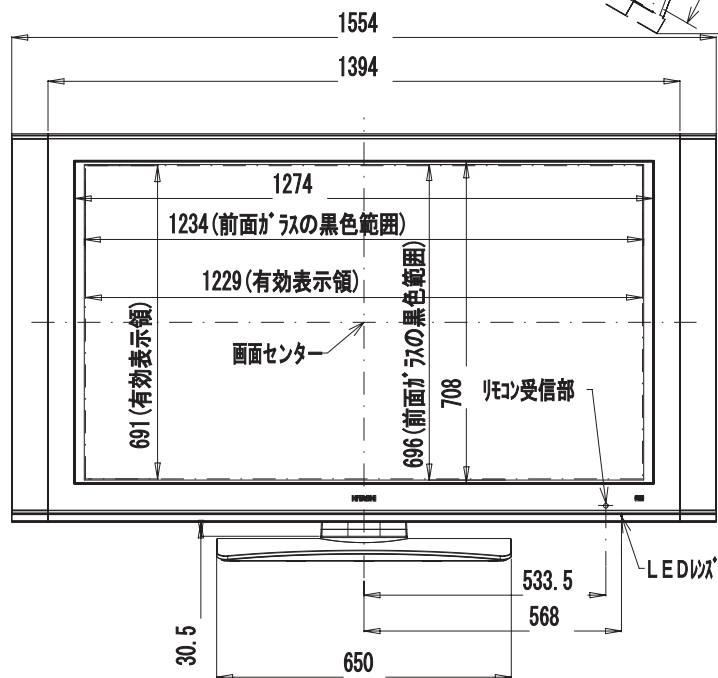 1554
1394
1274
1234(前面ガラスの黒色範囲)
1229(有効表示領)
691(有効表示領)
696(前面ガラスの黒色範囲)
708
画面センター
リモコン受信部
HITACHI
LEDレンズ
533.5
568
30.5
650